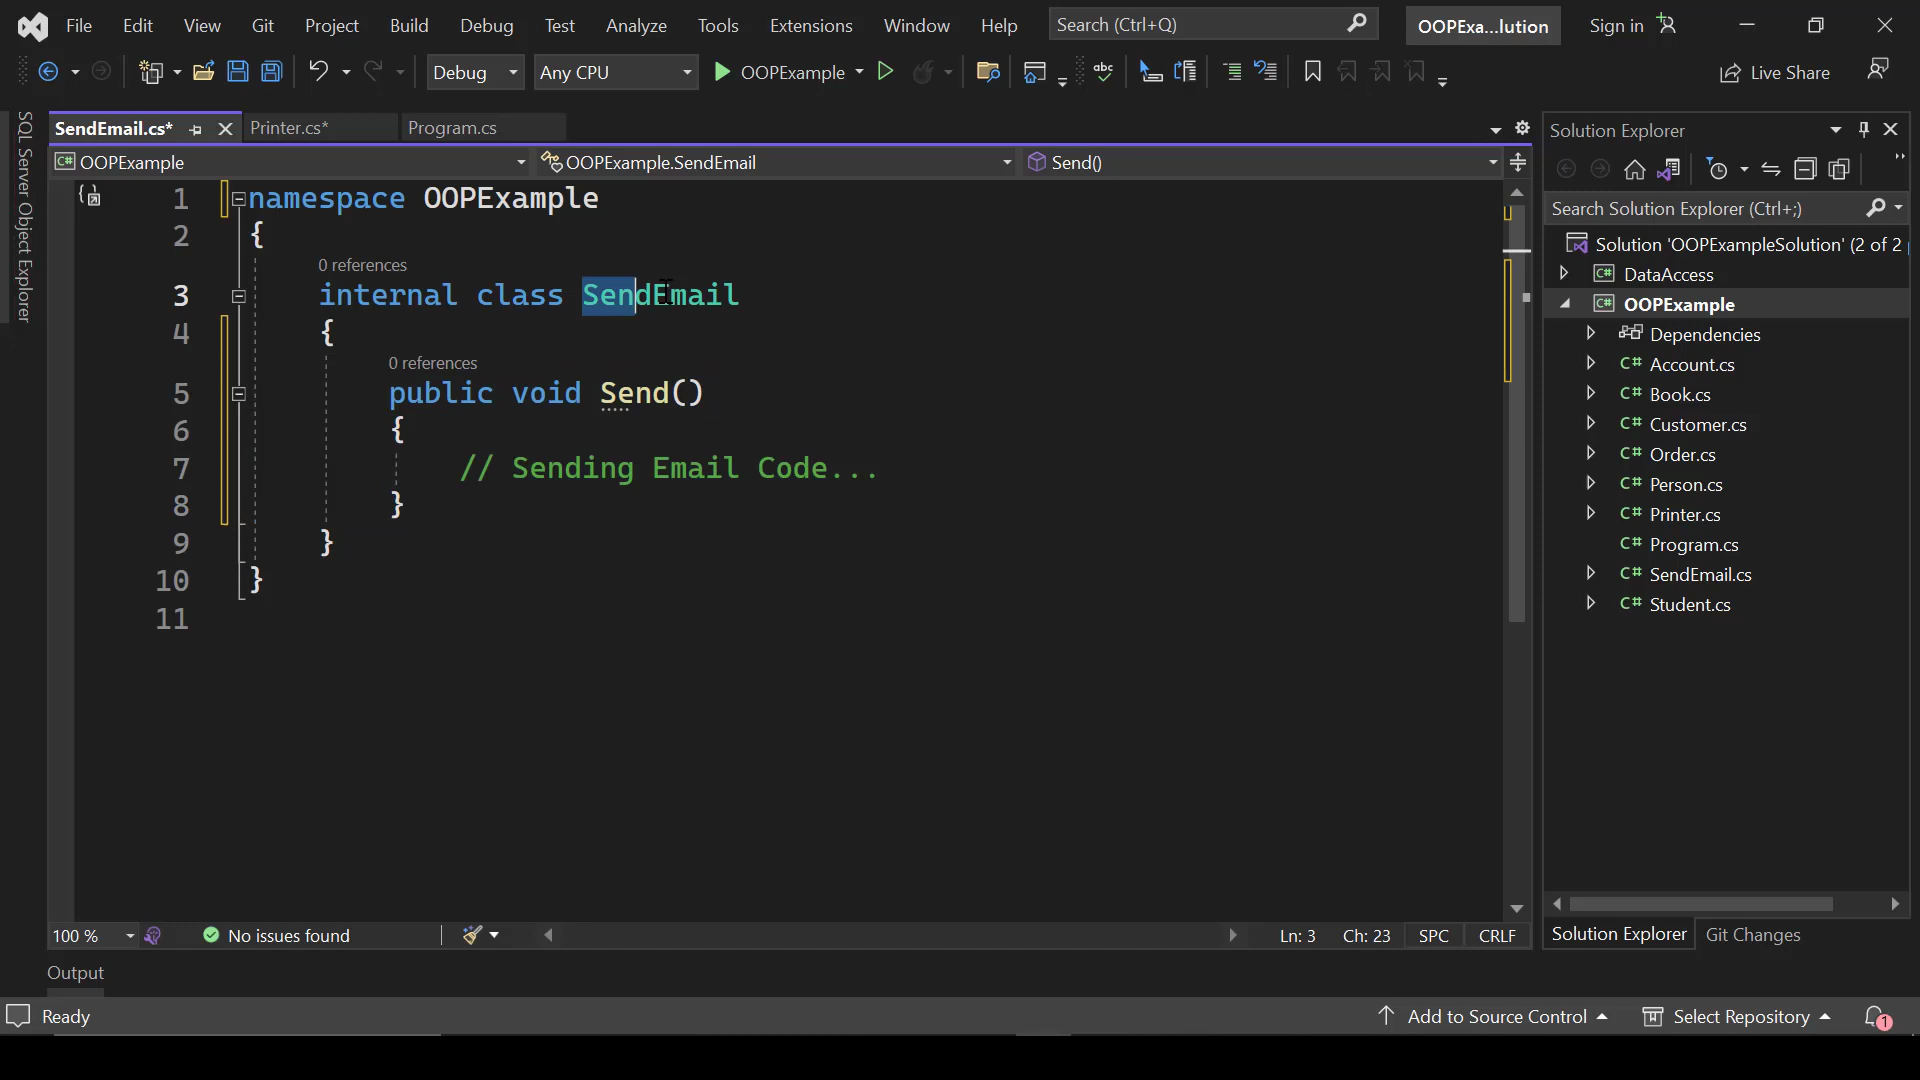 File Edit View Git Project Build Debug Test Analyze Tools Extensions Window Help Search (Ctrl+Q) OOPExa...lution Sign in
Debug Any CPU OOPExample Live Share
SQL Server Object Explorer
SendEmail.cs* Printer.cs* Program.cs
OOPExample OOPExample.SendEmail Send()
1 namespace OOPExample
2 {
0 references
3 internal class SendEmail
4 {
0 references
5 public void Send()
6 {
7 // Sending Email Code...
8 }
9 }
10 }
11
100 % No issues found Ln: 3 Ch: 23 SPC CRLF
Solution Explorer
Search Solution Explorer (Ctrl+;)
Solution 'OOPExampleSolution' (2 of 2
C# DataAccess
C# OOPExample
Dependencies
C# Account.cs
C# Book.cs
C# Customer.cs
C# Order.cs
C# Person.cs
C# Printer.cs
C# Program.cs
C# SendEmail.cs
C# Student.cs
Solution Explorer Git Changes
Output
Ready Add to Source Control Select Repository 1